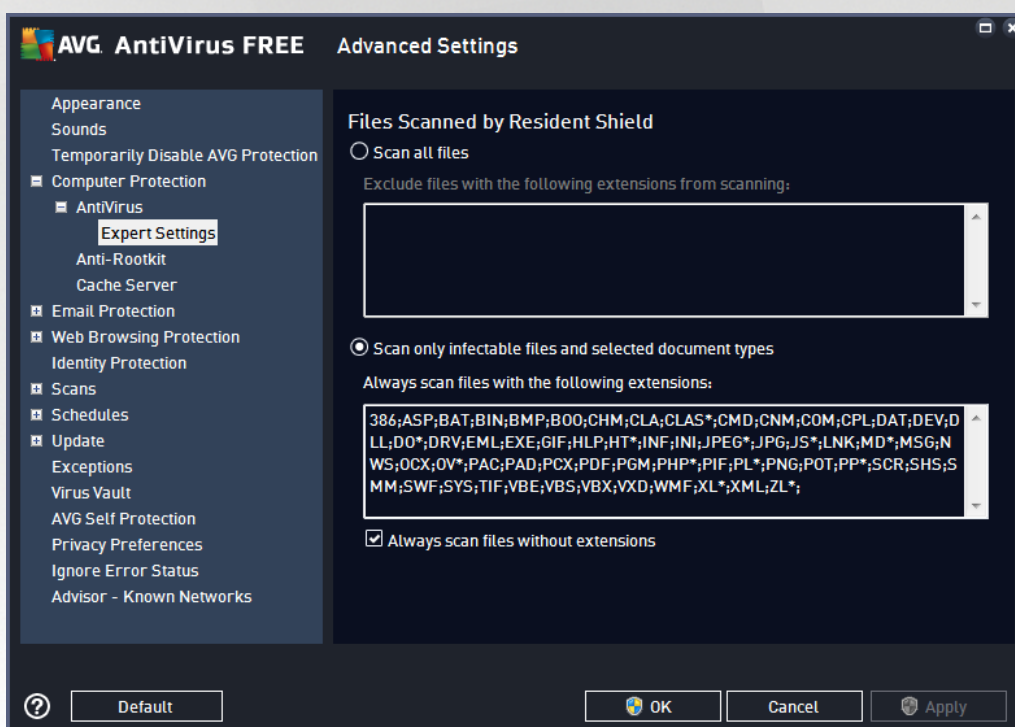 AVG AntiVirus FREE Advanced Settings
Appearance
Sounds
Temporarily Disable AVG Protection
Computer Protection
AntiVirus
Expert Settings
Anti-Rootkit
Cache Server
Email Protection
Web Browsing Protection
Identity Protection
Scans
Schedules
Update
Exceptions
Virus Vault
AVG Self Protection
Privacy Preferences
Ignore Error Status
Advisor - Known Networks
Files Scanned by Resident Shield
Scan all files
Exclude files with the following extensions from scanning:
Scan only infectable files and selected document types
Always scan files with the following extensions:
386;ASP;BAT;BIN;BMP;BOO;CHM;CLA;CLAS*;CMD;CNM;COM;CPL;DAT;DEV;D
LL;DO*;DRV;EML;EXE;GIF;HLP;HT*;INF;INI;JPEG*;JPG;JS*;LNK;MD*;MSG;N
WS;OCX;OV*;PAC;PAD;PCX;PDF;PGM;PHP*;PIF;PL*;PNG;POT;PP*;SCR;SHS;S
MM;SWF;SYS;TIF;VBE;VBS;VBX;VXD;WMF;XL*;XML;ZL*;
Always scan files without extensions
? Default OK Cancel Apply